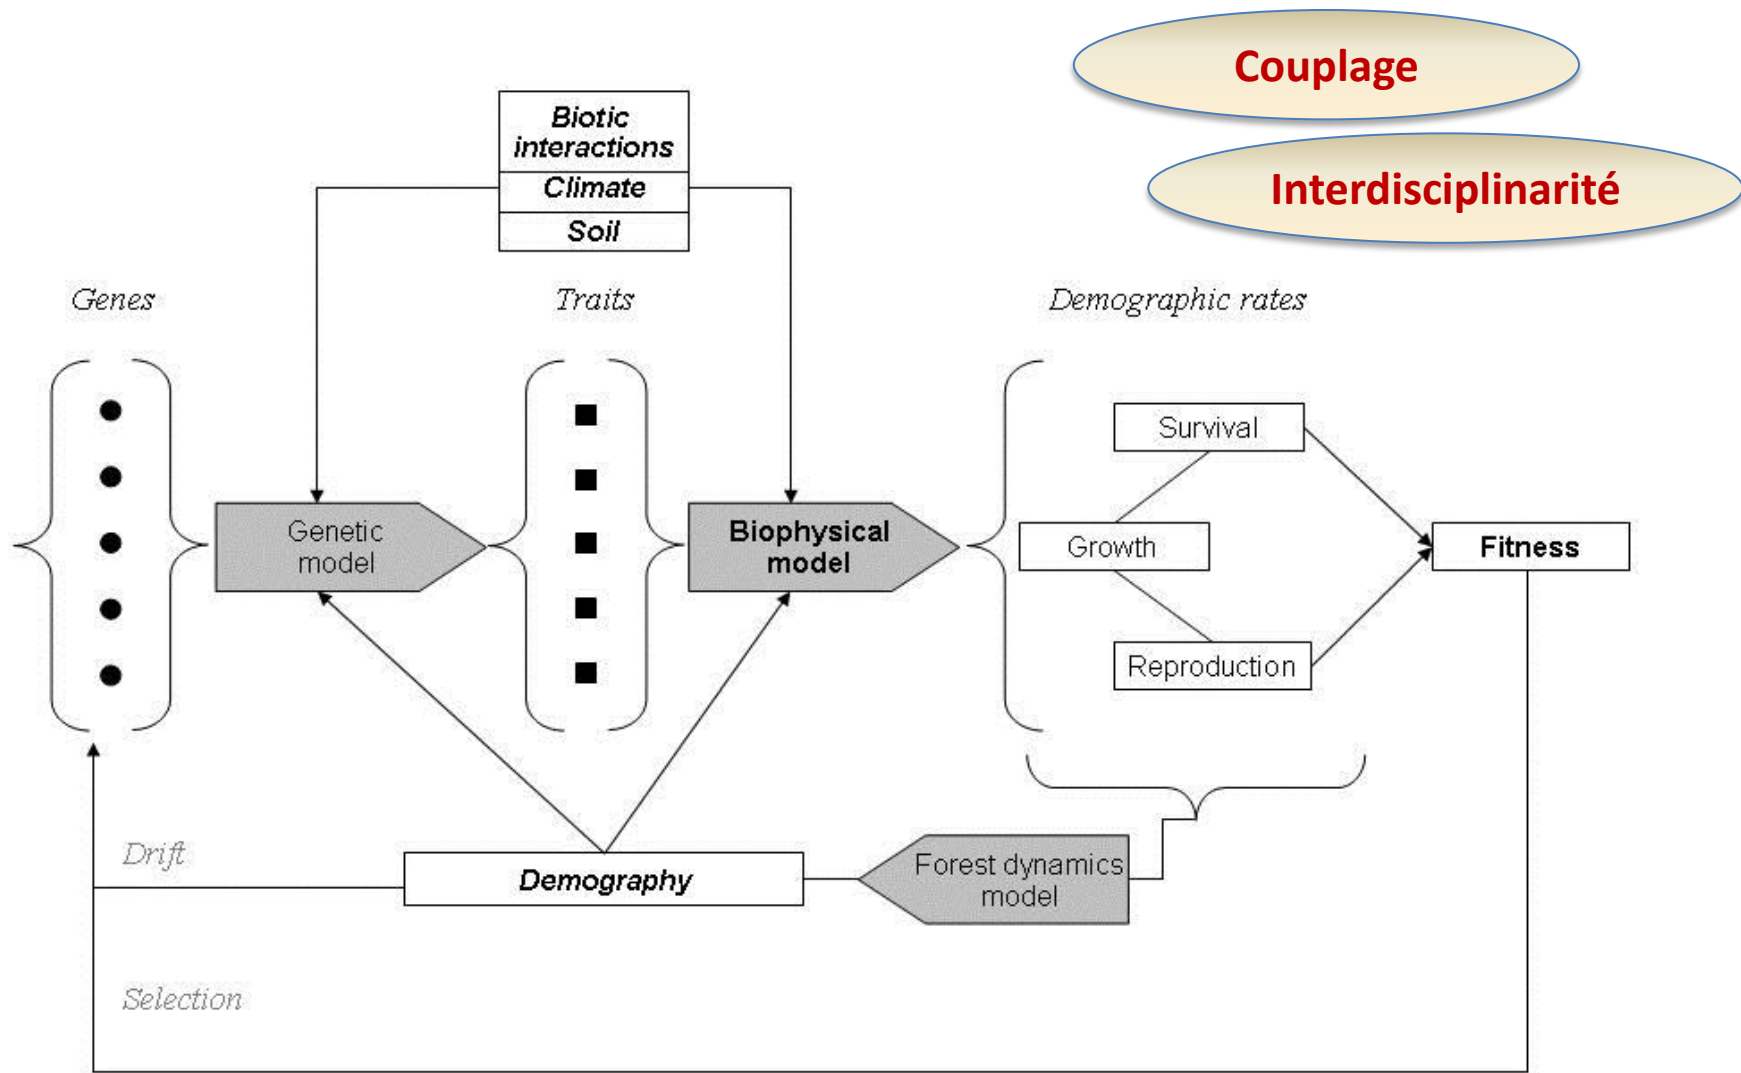 Couplage
Interdisciplinarité
Biotic
interactions
Climate
Soil
Genes
Traits
Demographic rates
Survival
Genetic
model
Biophysical
model
Growth
Fitness
Reproduction
Drift
Demography
Forest dynamics
model
Selection